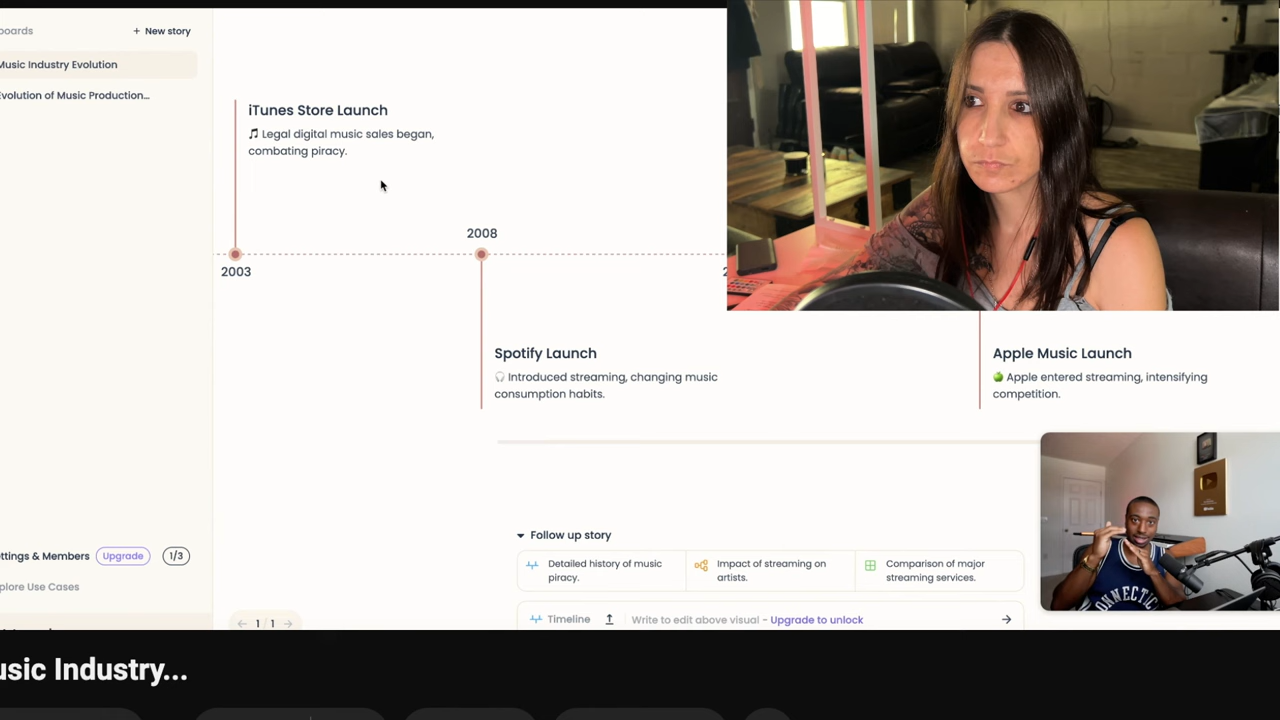 boards
+ New story
Music Industry Evolution
Evolution of Music Production...
iTunes Store Launch
🎵 Legal digital music sales began,
combating piracy.
2008
2003
Spotify Launch
🎧 Introduced streaming, changing music
consumption habits.
Apple Music Launch
🍏 Apple entered streaming, intensifying
competition.
Follow up story
Detailed history of music
piracy.
Impact of streaming on
artists.
Comparison of major
streaming services.
ttings & Members Upgrade 1/3
plore Use Cases
← 1 / 1 →
Timeline Write to edit above visual - Upgrade to unlock
CONNECTIC
usic Industry...